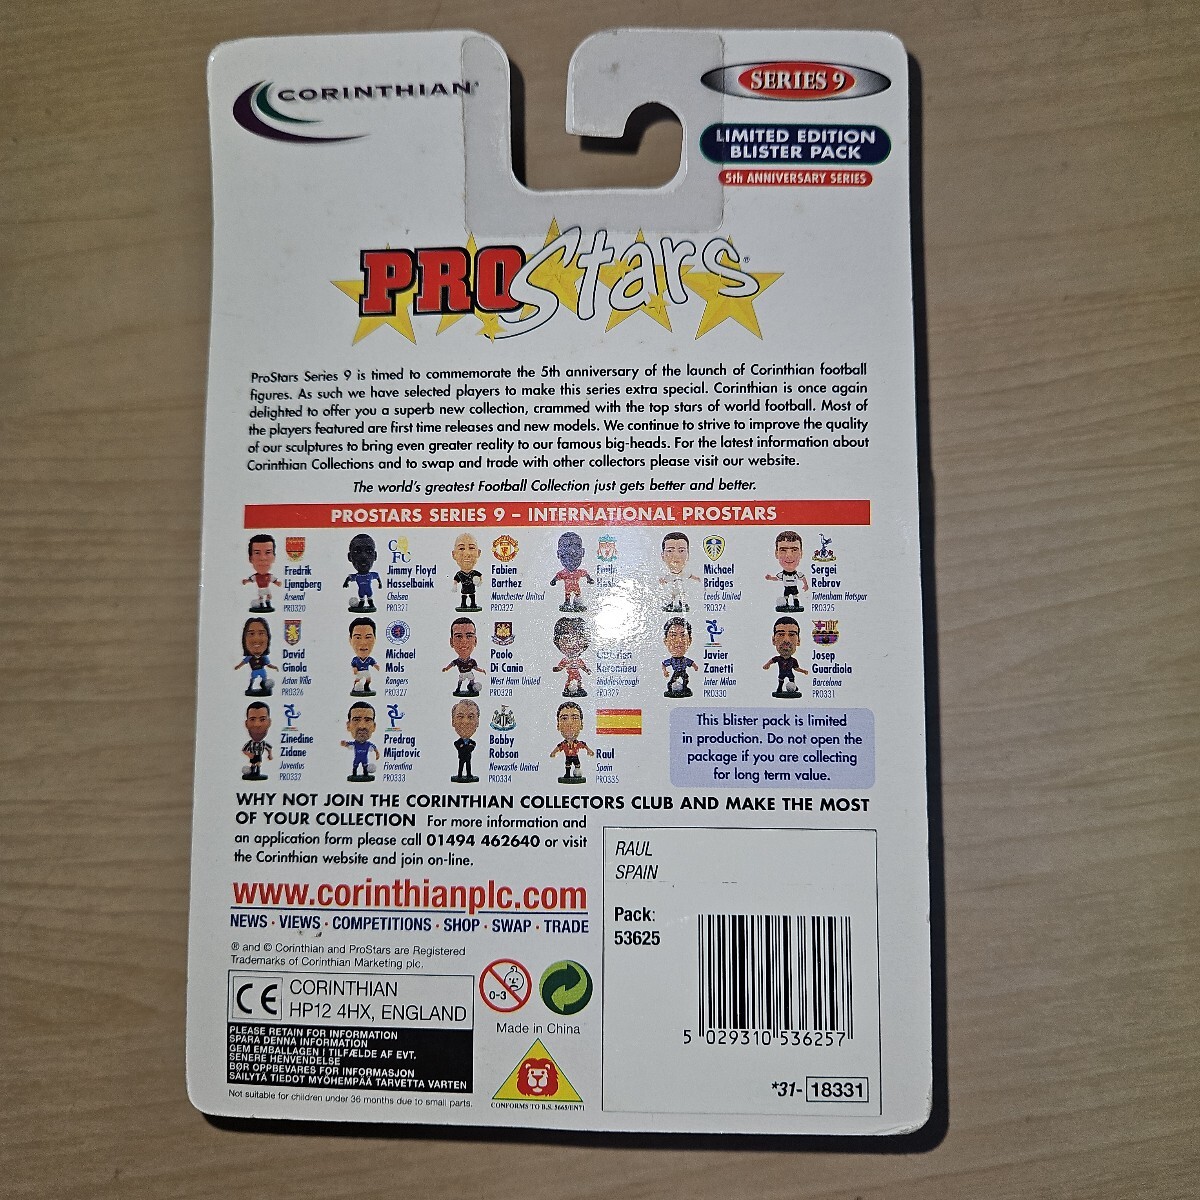 CORINTHIAN®
SERIES 9
LIMITED EDITION
BLISTER PACK
5th ANNIVERSARY SERIES
PROStars®
ProStars Series 9 is timed to commemorate the 5th anniversary of the launch of Corinthian football
figures. As such we have selected players to make this series extra special. Corinthian is once again
delighted to offer you a superb new collection, crammed with the top stars of world football. Most of
the players featured are first time releases and new models. We continue to strive to improve the quality
of our sculptures to bring even greater reality to our famous big-heads. For the latest information about
Corinthian Collections and to swap and trade with other collectors please visit our website.
The world's greatest Football Collection just gets better and better.
PROSTARS SERIES 9 – INTERNATIONAL PROSTARS
Fredrik
Ljungberg
Arsenal
PRO320
Jimmy Floyd
Hasselbaink
Chelsea
PRO321
Fabien
Barthez
Manchester United
PRO322
Michael
Bridges
Leeds United
PRO324
Sergei
Rebrov
Tottenham Hotspur
PRO325
David
Ginola
Aston Villa
PRO326
Michael
Mols
Rangers
PRO327
Paolo
Di Canio
West Ham United
PRO328
Christian
Karembeu
Middlesbrough
PRO329
Javier
Zanetti
Inter Milan
PRO330
Josep
Guardiola
Barcelona
PRO331
Zinedine
Zidane
Juventus
PRO332
Predrag
Mijatovic
Fiorentina
PRO333
Bobby
Robson
Newcastle United
PRO334
Raul
Spain
PRO335
This blister pack is limited
in production. Do not open the
package if you are collecting
for long term value.
WHY NOT JOIN THE CORINTHIAN COLLECTORS CLUB AND MAKE THE MOST
OF YOUR COLLECTION For more information and
an application form please call 01494 462640 or visit
the Corinthian website and join on-line.
www.corinthianplc.com
NEWS · VIEWS · COMPETITIONS · SHOP · SWAP · TRADE
® and © Corinthian and ProStars are Registered
Trademarks of Corinthian Marketing plc.
CE
CORINTHIAN
HP12 4HX, ENGLAND
PLEASE RETAIN FOR INFORMATION
SPARA DENNA INFORMATION
GEM EMBALLAGEN I TILFÆLDE AF EVT.
SENERE HENVENDELSE
BØR OPPBEVARES FOR INFORMASJON
SÄILYTÄ TIEDOT MYÖHEMPÄÄ TARVETTA VARTEN
Not suitable for children under 36 months due to small parts.
0-3
Made in China
CONFORMS TO B.S. 5665/EN71
RAUL
SPAIN
Pack:
53625
5 029310 536257
*31- 18331